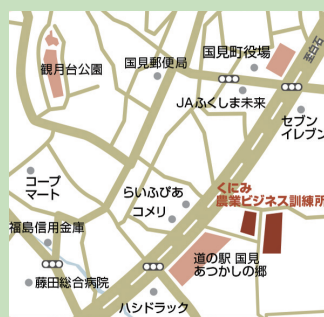 国見町役場
至白石
国見郵便局
観月台公園
JAふくしま未来
セブン
イレブン
くにみ
農業ビジネス訓練所
コープ
マート
らいふぴあ
コメリ
福島信用金庫
道の駅 国見
あつかしの郷
藤田総合病院
ハシドラック